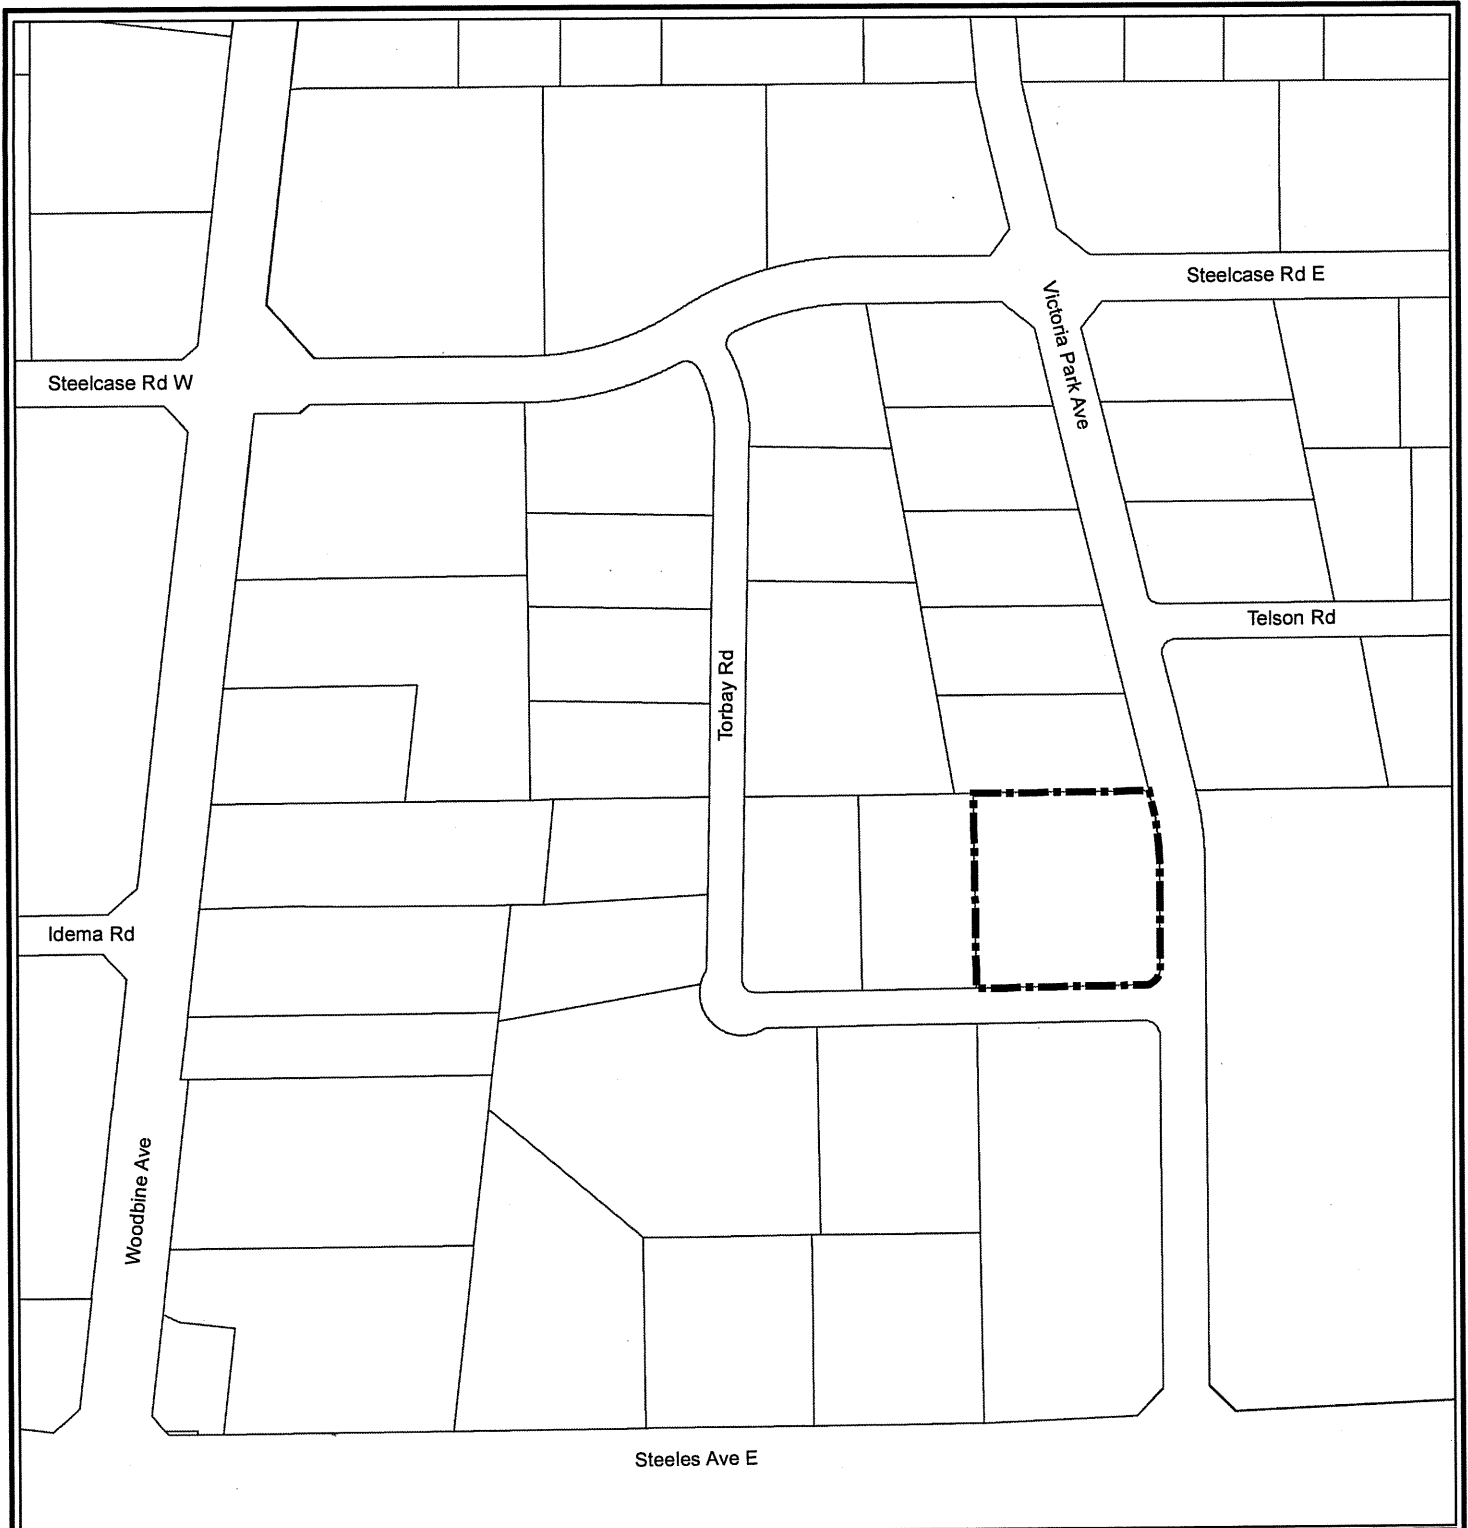 Steelcase Rd E
Victoria Park Ave
Steelcase Rd W
Telson Rd
Torbay Rd
Idema Rd
Woodbine Ave
Steeles Ave E